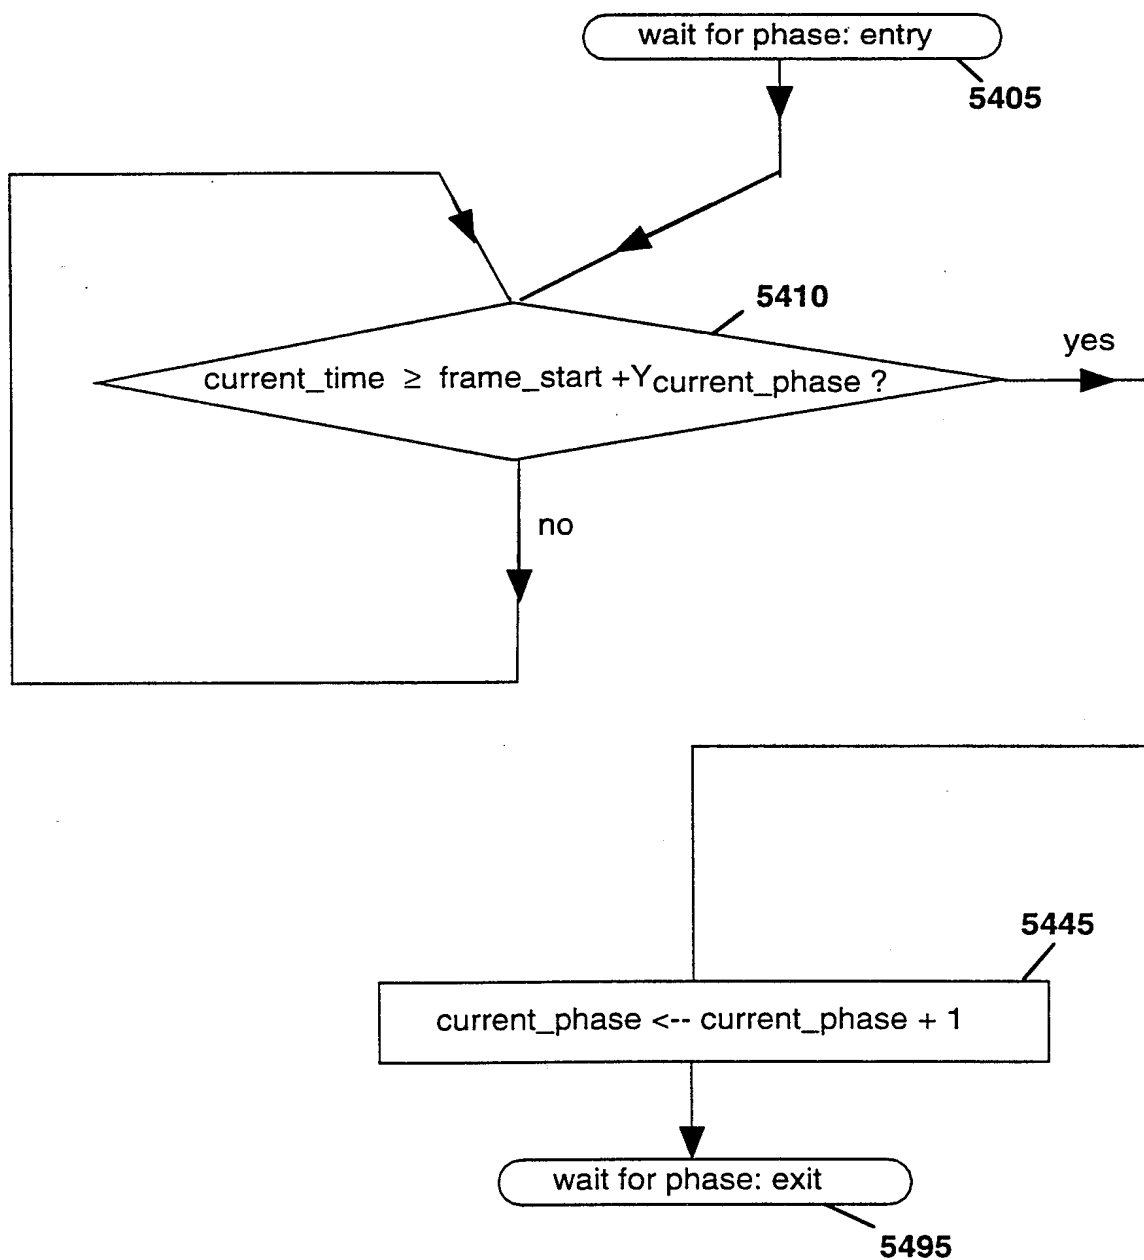 wait for phase: entry
5405
5410
yes
current_time ≥ frame_start +Ycurrent_phase ?
no
5445
current_phase <-- current_phase + 1
wait for phase: exit
5495